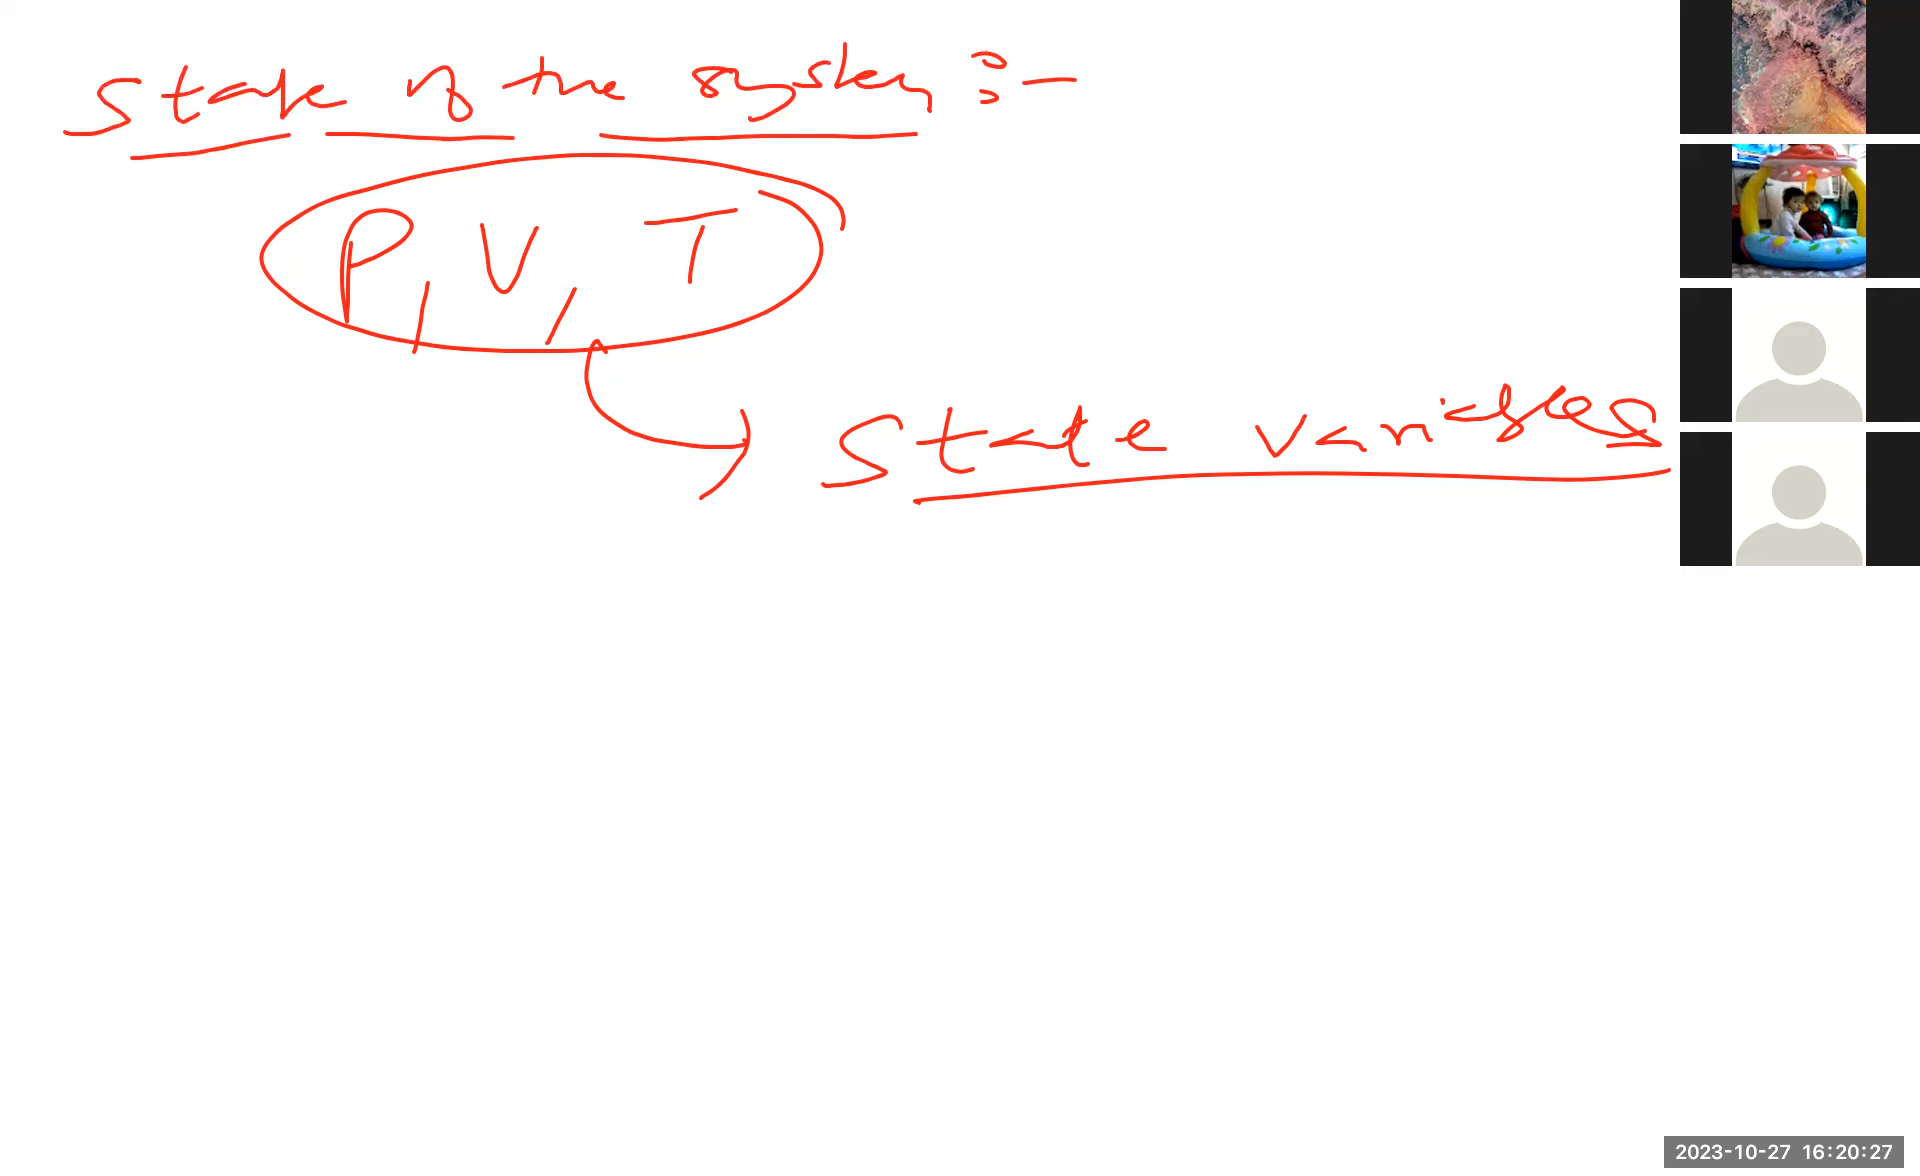 State of the system :-
P, V, T
State variables
2023-10-27 16:20:27